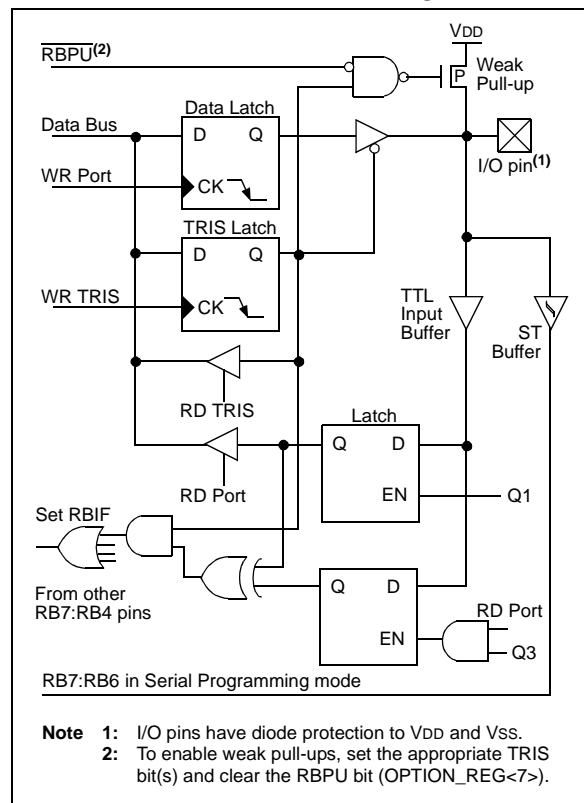 VDD
RBPU(2)
Weak
Pull-up
P
Data Latch
Data Bus
D Q
I/O pin(1)
WR Port
CK
TRIS Latch
D Q
WR TRIS
CK
TTL
Input
Buffer
ST
Buffer
RD TRIS
Latch
Q D
RD Port
EN
Q1
Set RBIF
From other
RB7:RB4 pins
Q D
RD Port
EN
Q3
RB7:RB6 in Serial Programming mode
Note 1: I/O pins have diode protection to VDD and VSS.
2: To enable weak pull-ups, set the appropriate TRIS
bit(s) and clear the RBPU bit (OPTION_REG<7>).